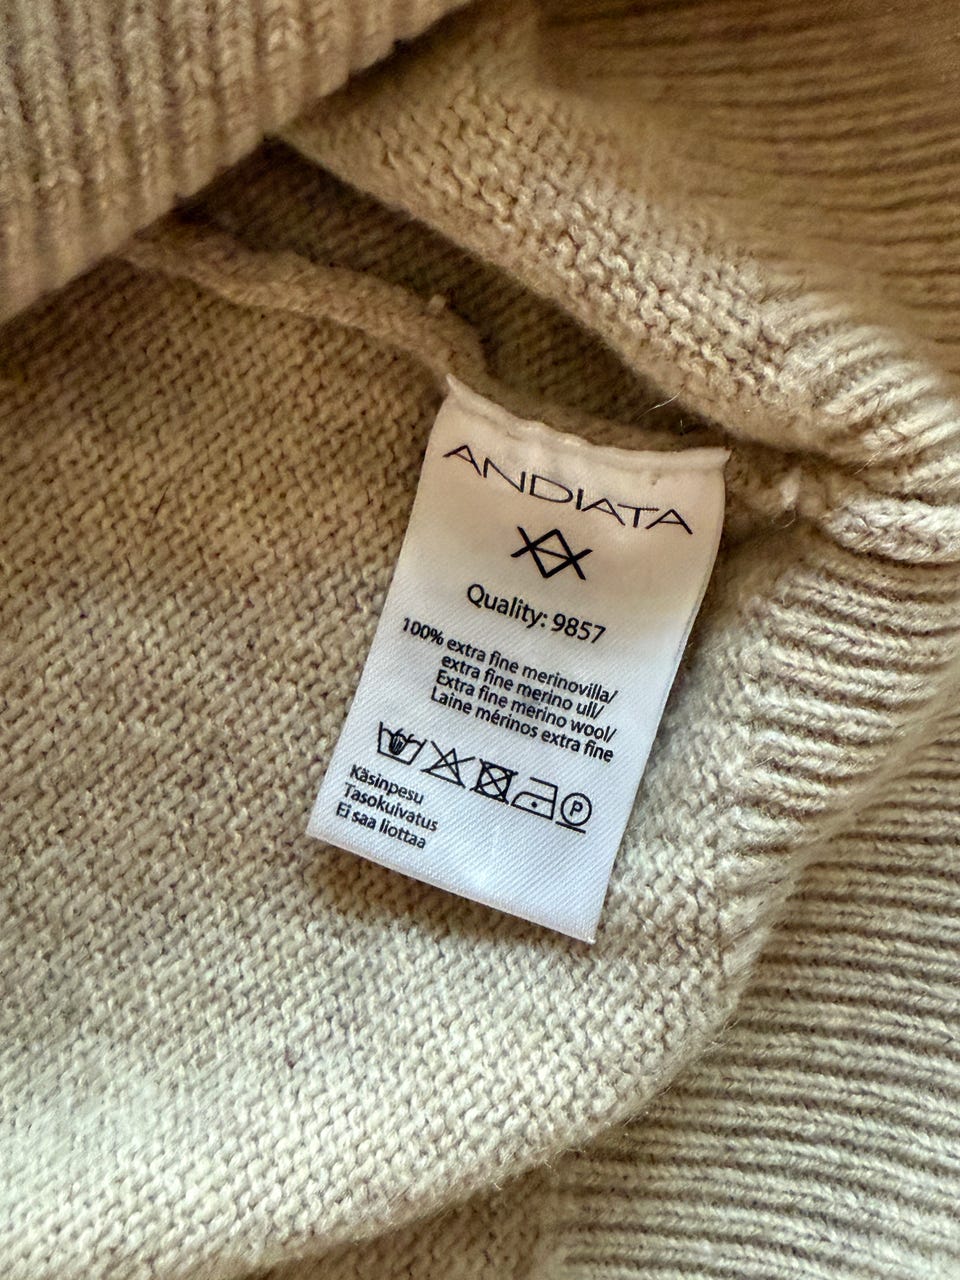 ANDIATA
Quality: 9857
100% extra fine merinovilla/
extra fine merino ull/
Extra fine merino wool/
Laine mérinos extra fine
P
Käsinpesu
Tasokuivatus
Ei saa liottaa